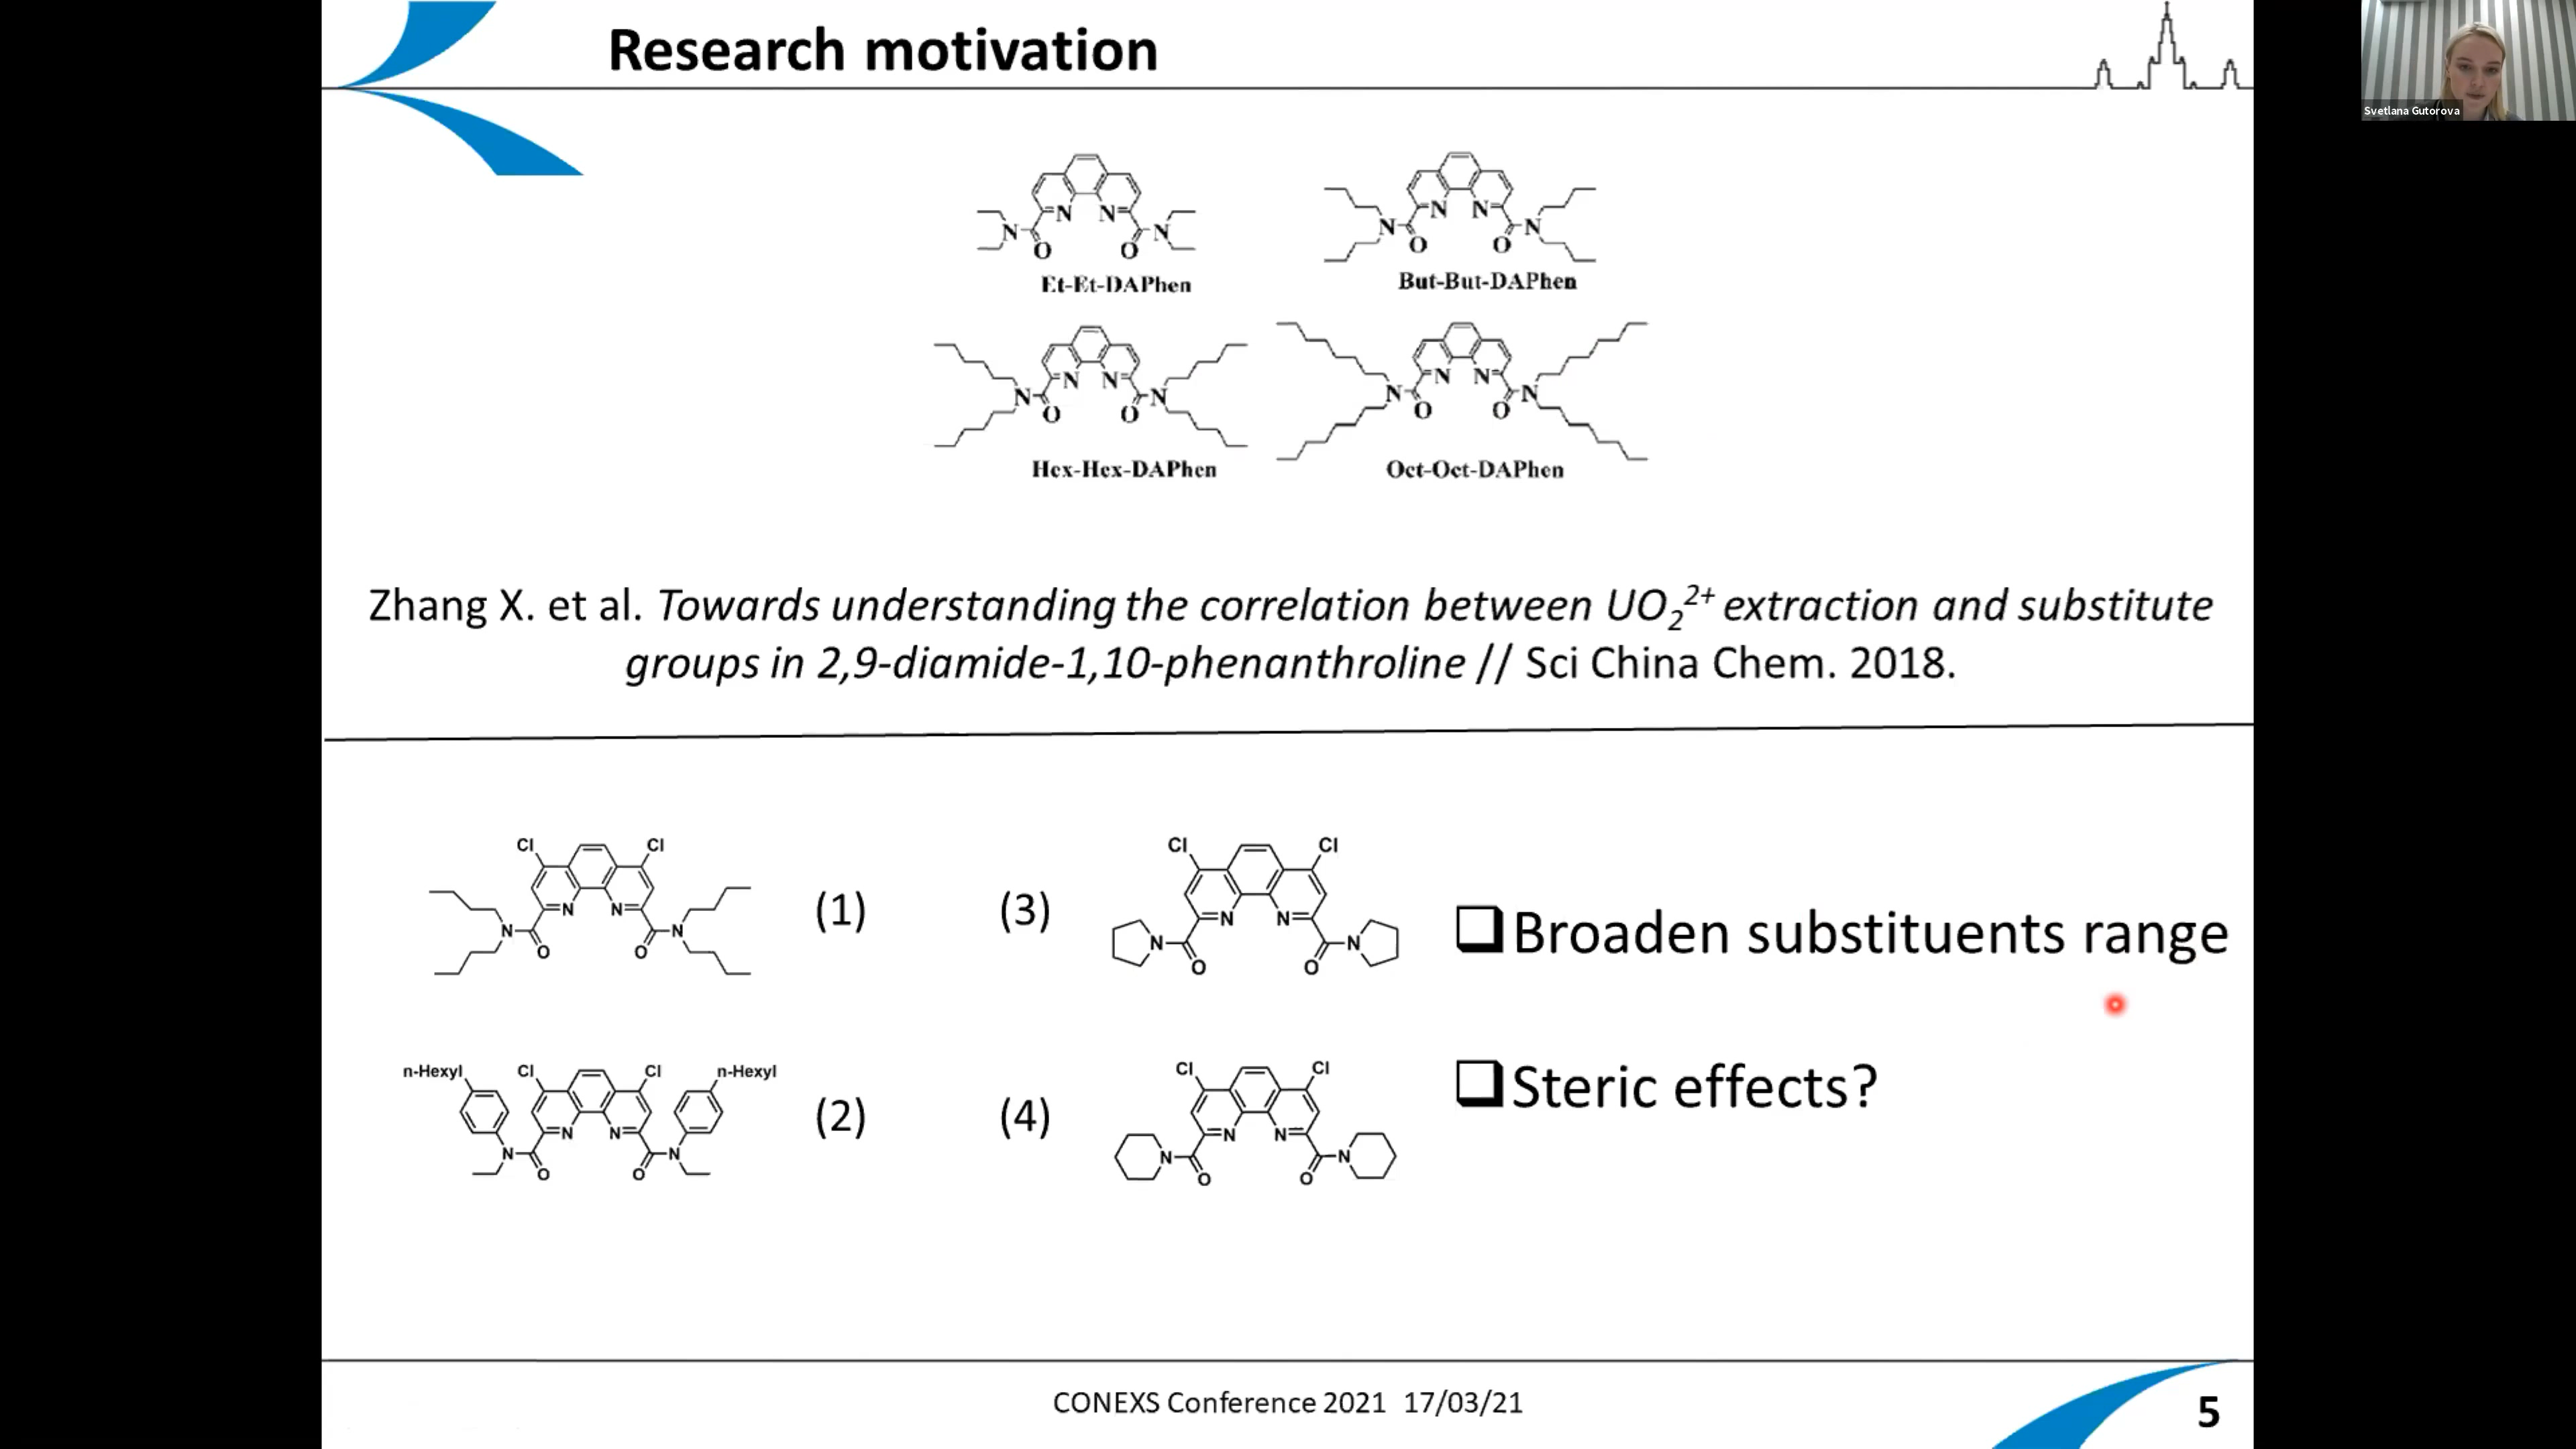 Research motivation
Svetlana Gutorova
N N
N N
O O
Et-Et-DAPhen
N N
N N
O O
But-But-DAPhen
N N
N N
O O
Hex-Hex-DAPhen
N N
N N
O O
Oct-Oct-DAPhen
Zhang X. et al. Towards understanding the correlation between UO₂²⁺ extraction and substitute
groups in 2,9-diamide-1,10-phenanthroline // Sci China Chem. 2018.
Cl Cl
N N
N N
O O
(1)
(3)
Cl Cl
N N
N N
O O
❑Broaden substituents range
n-Hexyl Cl Cl n-Hexyl
N N
N N
O O
(2)
(4)
Cl Cl
N N
N N
O O
❑Steric effects?
CONEXS Conference 2021 17/03/21
5